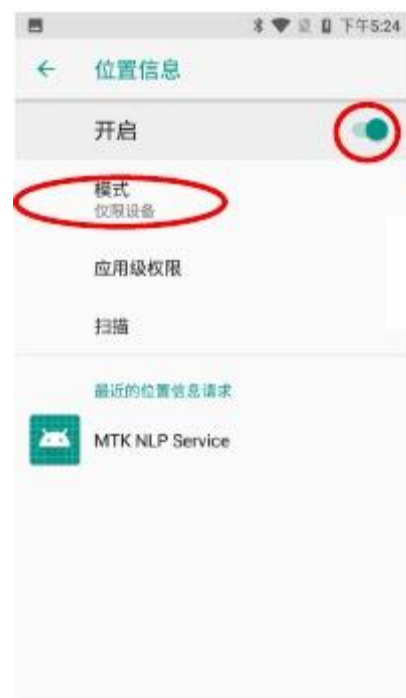 下午5:24
位置信息
开启
模式
仅限设备
应用级权限
扫描
最近的位置信息请求
MTK NLP Service